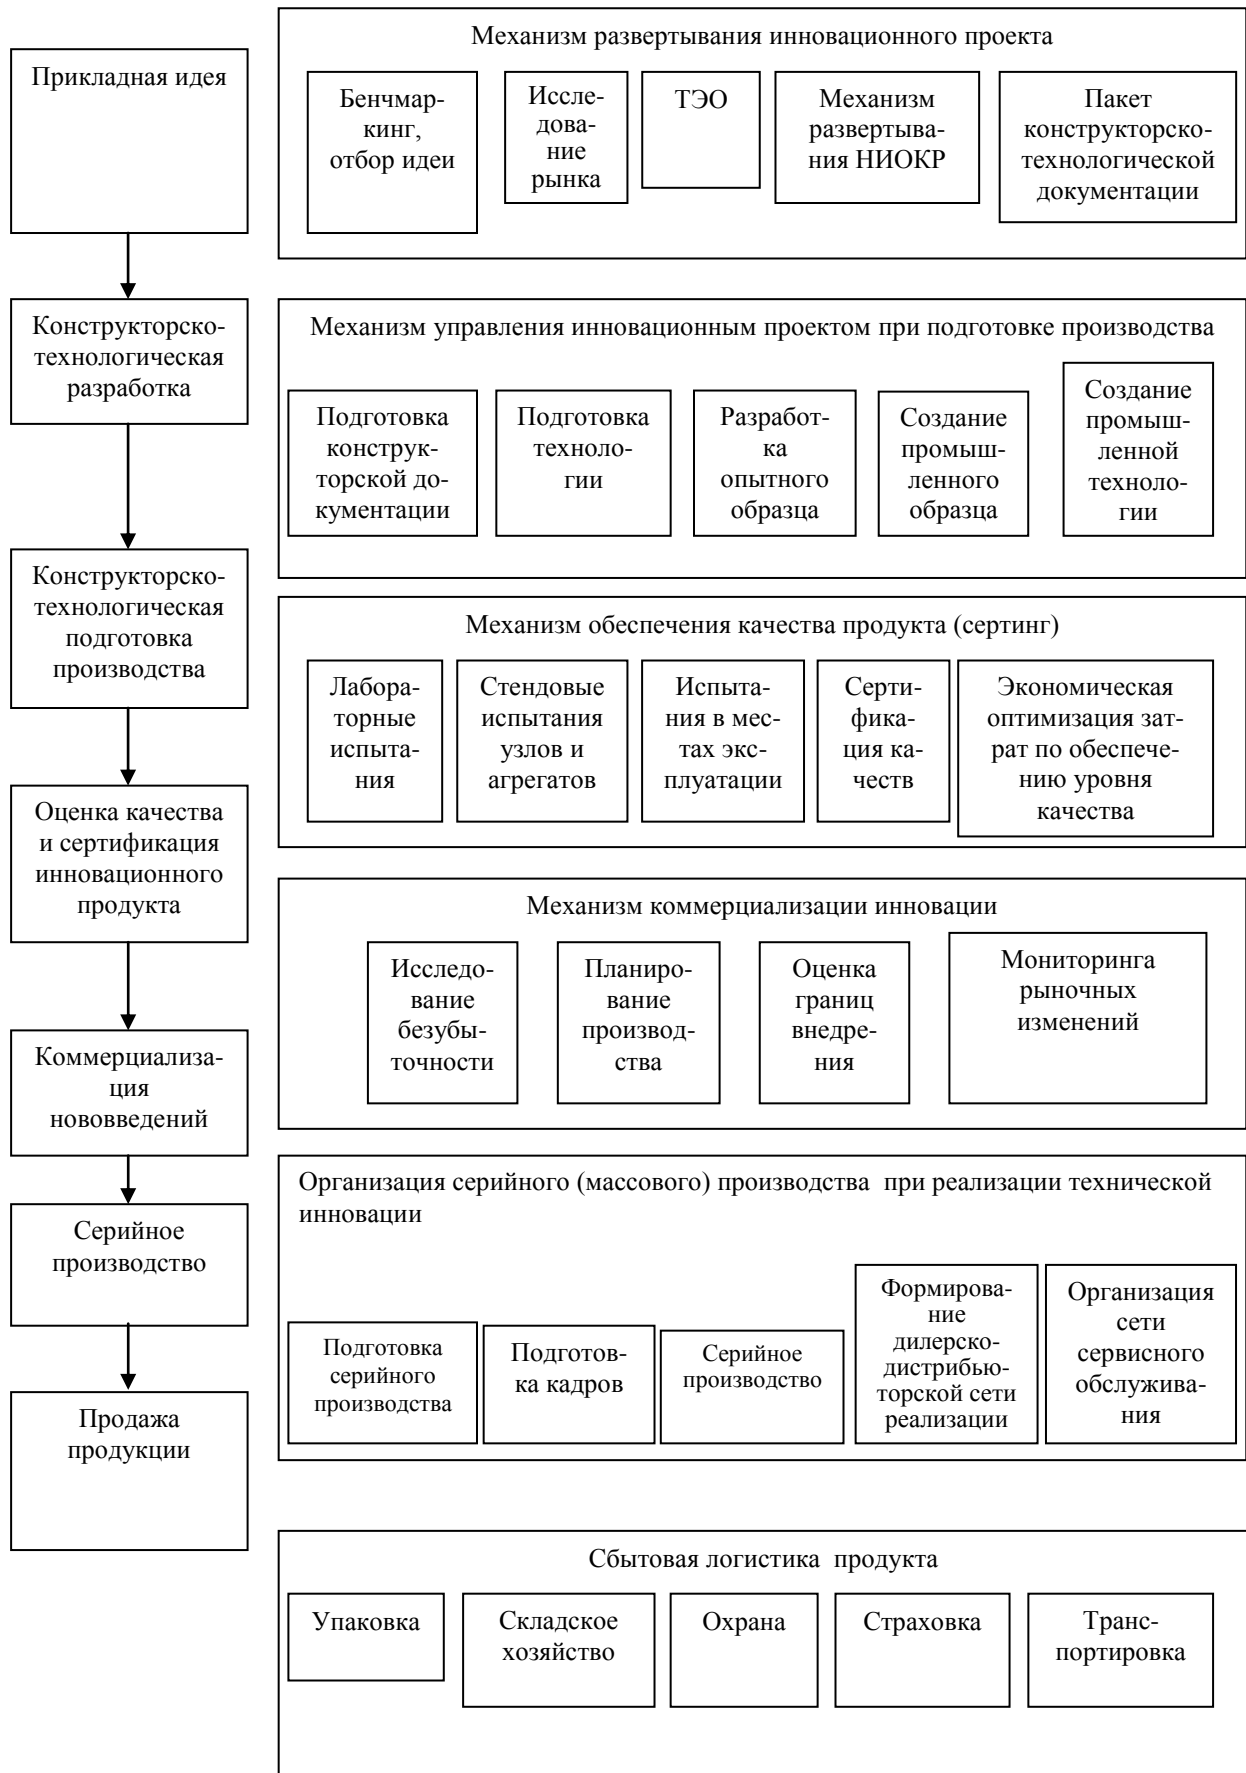 Прикладная идея
Механизм развертывания инновационного проекта
Бенчмар-
кинг,
отбор идеи
Иссле-
дова-
ние
рынка
ТЭО
Механизм
развертыва-
ния НИОКР
Пакет
конструкторско-
технологической
документации
Конструкторско-
технологическая
разработка
Механизм управления инновационным проектом при подготовке производства
Подготовка
конструк-
торской до-
кументации
Подготовка
техноло-
гии
Разработ-
ка
опытного
образца
Создание
промыш-
ленного
образца
Создание
промыш-
ленной
техноло-
гии
Конструкторско-
технологическая
подготовка
производства
Механизм обеспечения качества продукта (сертинг)
Лабора-
торные
испыта-
ния
Стендовые
испытания
узлов и
агрегатов
Испыта-
ния в мес-
тах экс-
плуатации
Серти-
фика-
ция ка-
честв
Экономическая
оптимизация зат-
рат по обеспече-
нию уровня
качества
Оценка качества
и сертификация
инновационного
продукта
Механизм коммерциализации инновации
Исследо-
вание
безубы-
точности
Планиро-
вание
производ-
ства
Оценка
границ
внедре-
ния
Мониторинга
рыночных
изменений
Коммерциализа-
ция
нововведений
Организация серийного (массового) производства  при реализации технической
инновации
Серийное
производство
Подготовка
серийного
производства
Подготов-
ка кадров
Серийное
производство
Формирова-
ние
дилерско-
дистрибью-
торской сети
реализации
Организация
сети
сервисного
обслужива-
ния
Продажа
продукции
Сбытовая логистика  продукта
Упаковка
Складское
хозяйство
Охрана
Страховка
Транс-
портировка